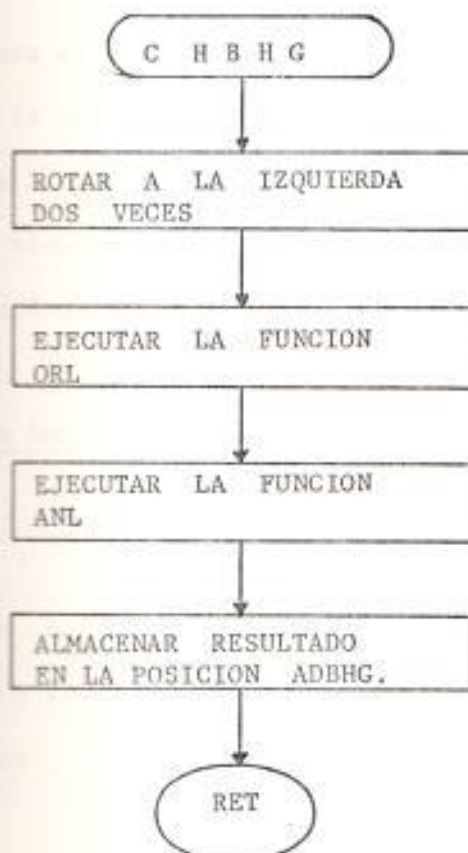 C H B H G
ROTAR A LA IZQUIERDA
DOS VECES
EJECUTAR LA FUNCION
ORL
EJECUTAR LA FUNCION
ANL
ALMACENAR RESULTADO
EN LA POSICION ADBHG.
RET